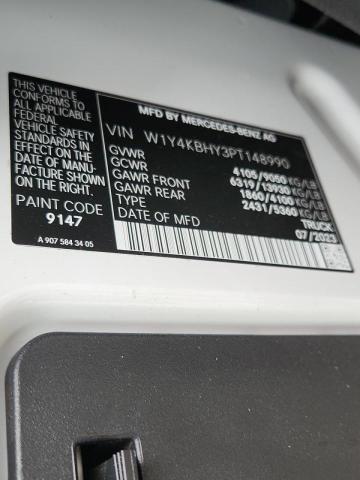 THIS VEHICLE
CONFORMS TO
ALL APPLICABLE
FEDERAL MOTOR
VEHICLE SAFETY
STANDARDS IN
EFFECT ON THE
DATE OF MANU-
FACTURE
SHOWN ABOVE
PAINT CODE
9147
A 907 584 34 05
MFD BY MERCEDES-BENZ AG
VIN W1Y4KBHY3PT148990
GVWR 4105/9050 KG/LB
GCWR 6319/13930 KG/LB
GAWR FRONT 1860/4100 KG/LB
GAWR REAR 2431/5360 KG/LB
TYPE TRUCK
DATE OF MFD 07/2023